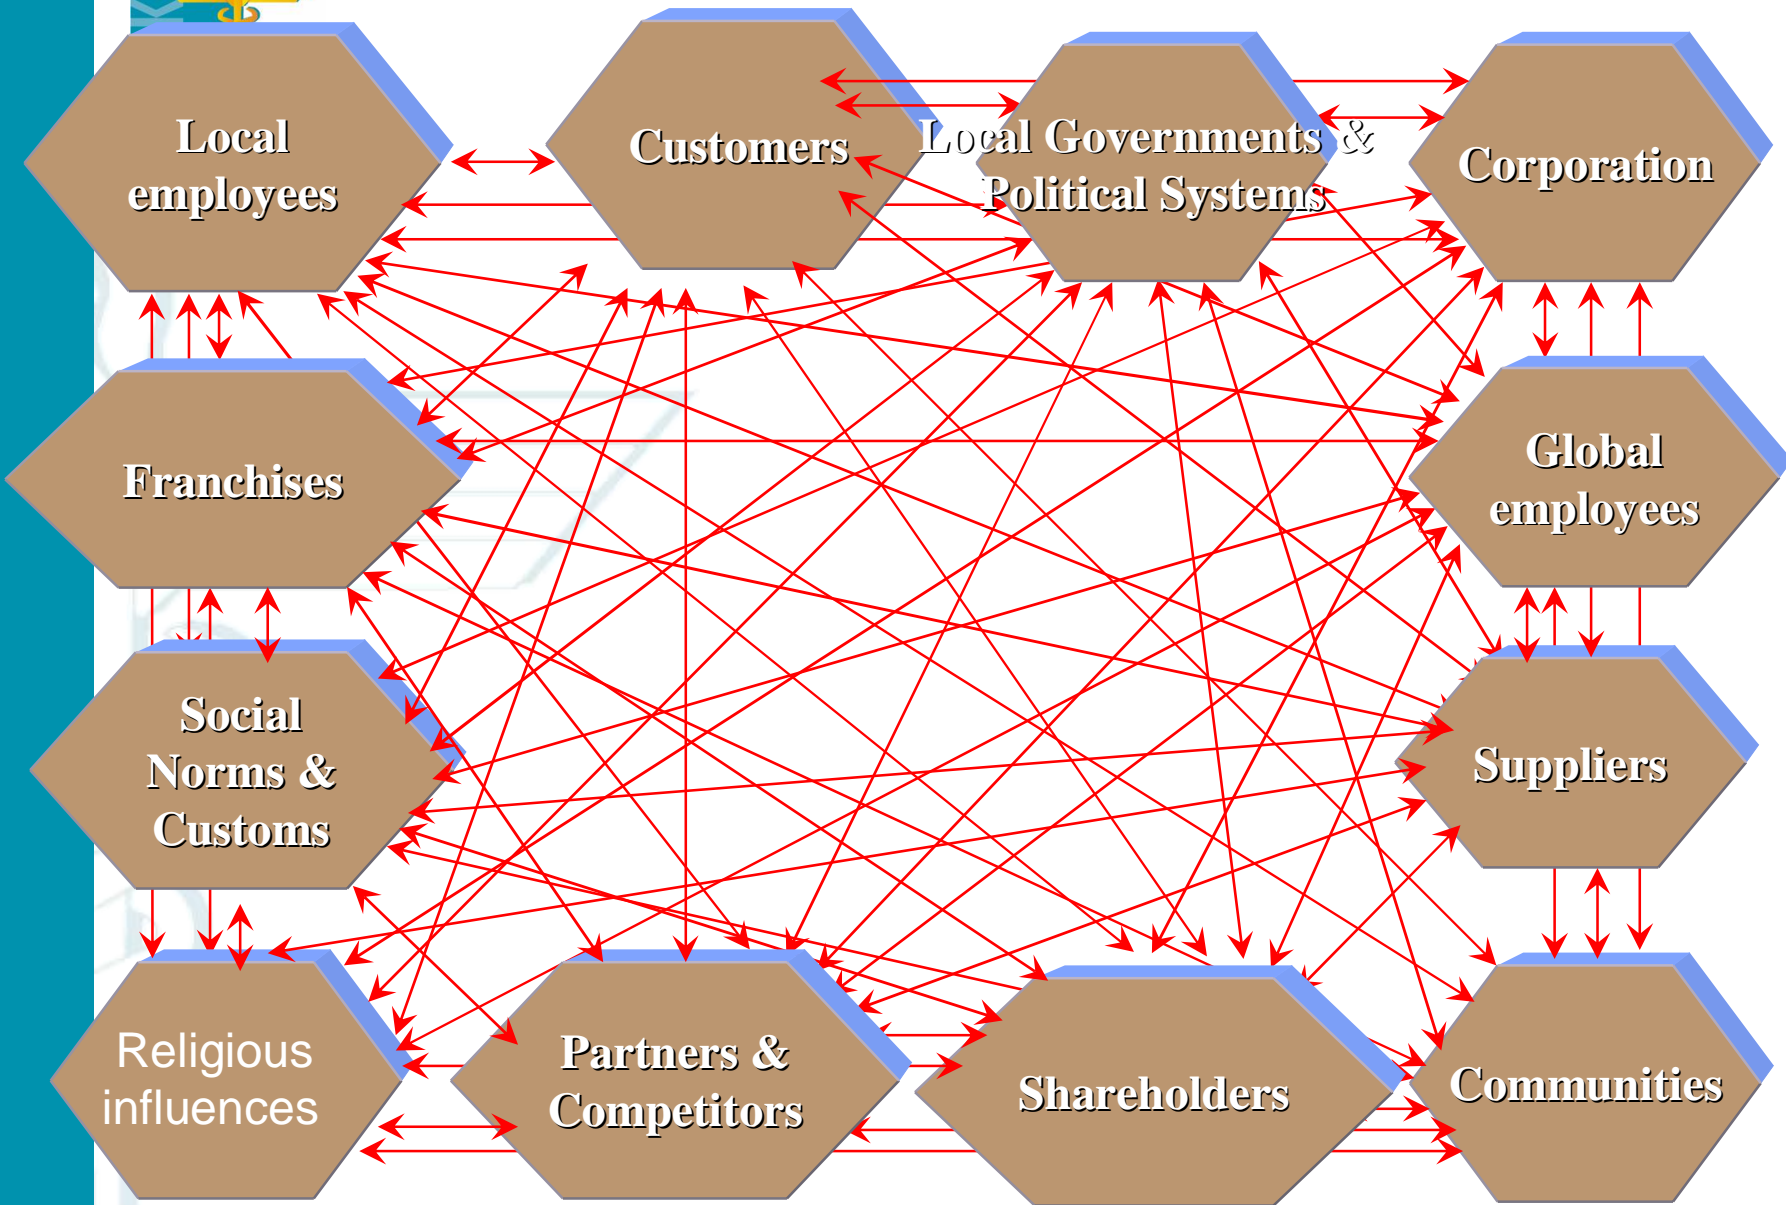 Local
employees
Customers
Local Governments &
Political Systems
Corporation
Franchises
Global
employees
Social
Norms &
Customs
Suppliers
Religious
influences
Partners &
Competitors
Shareholders
Communities